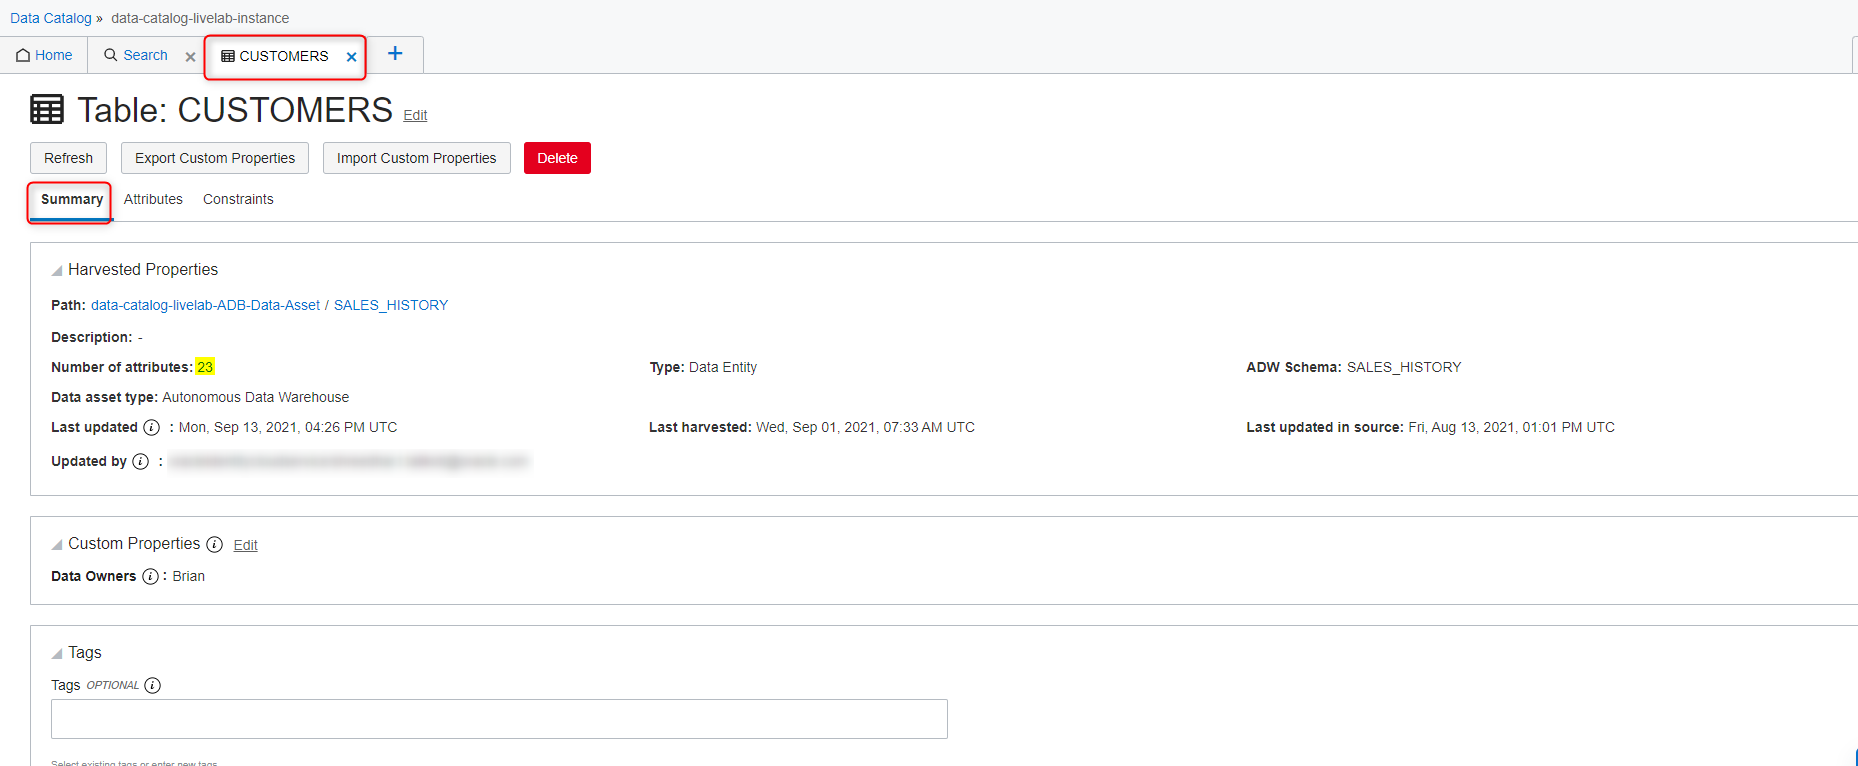 Data Catalog » data-catalog-livelab-instance
Home Search × CUSTOMERS × +
Table: CUSTOMERS Edit
Refresh Export Custom Properties Import Custom Properties Delete
Summary Attributes Constraints
Harvested Properties
Path: data-catalog-livelab-ADB-Data-Asset / SALES_HISTORY
Description: -
Number of attributes: 23 Type: Data Entity ADW Schema: SALES_HISTORY
Data asset type: Autonomous Data Warehouse
Last updated i : Mon, Sep 13, 2021, 04:26 PM UTC Last harvested: Wed, Sep 01, 2021, 07:33 AM UTC Last updated in source: Fri, Aug 13, 2021, 01:01 PM UTC
Updated by i :
Custom Properties i Edit
Data Owners i : Brian
Tags
Tags OPTIONAL i
Select existing tags or enter new tags